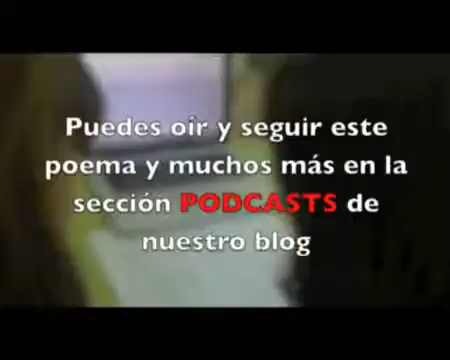 Puedes oir y seguir este
poema y muchos más en la
sección PODCASTS de
nuestro blog